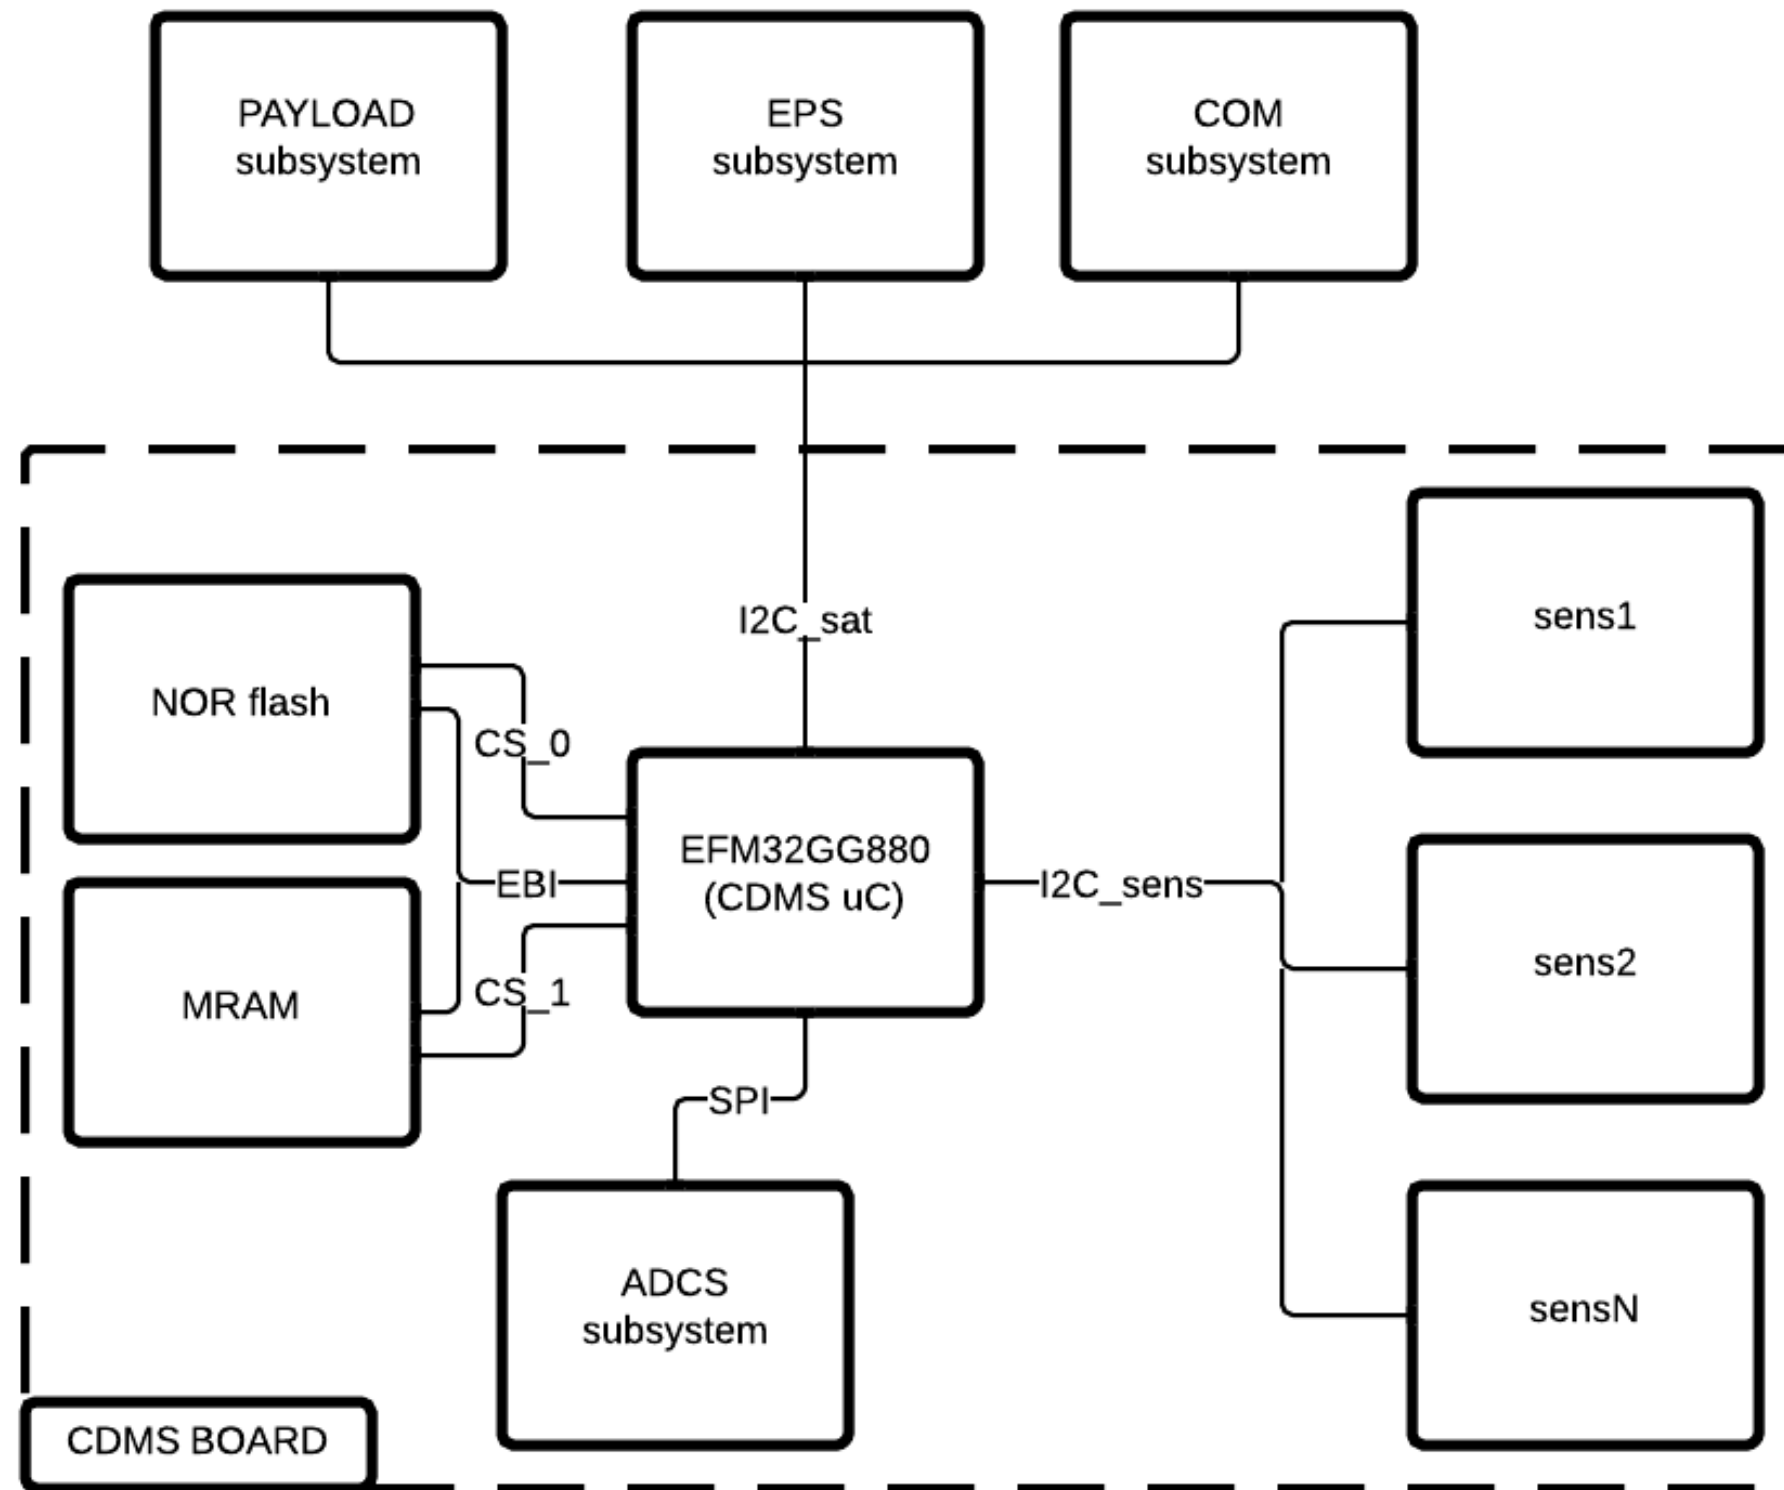 PAYLOAD
subsystem
EPS
subsystem
COM
subsystem
I2C_sat
NOR flash
CS_0
EBI
CS_1
MRAM
EFM32GG880
(CDMS uC)
I2C_sens
sens1
sens2
sensN
SPI
ADCS
subsystem
CDMS BOARD